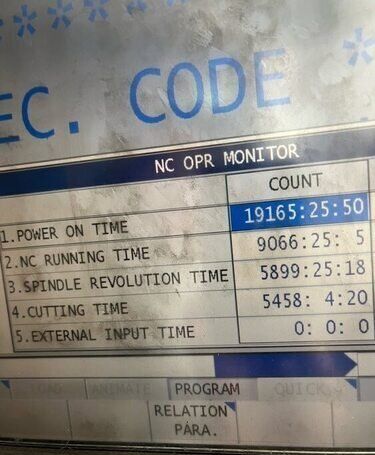 * * * * * * *
EC. CODE *
NC OPR MONITOR
COUNT
1.POWER ON TIME 19165:25:50
2.NC RUNNING TIME 9066:25: 5
3.SPINDLE REVOLUTION TIME 5899:25:18
4.CUTTING TIME 5458: 4:20
5.EXTERNAL INPUT TIME 0: 0: 0
ANIMATE PROGRAM QUICK
RELATION
PARA.